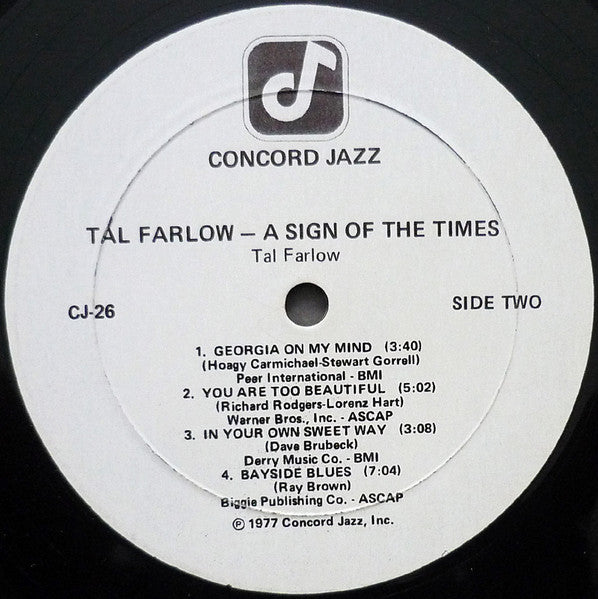 CONCORD JAZZ
TAL FARLOW — A SIGN OF THE TIMES
Tal Farlow
CJ-26
SIDE TWO
1. GEORGIA ON MY MIND (3:40)
(Hoagy Carmichael-Stewart Gorrell)
Peer International - BMI
2. YOU ARE TOO BEAUTIFUL (5:02)
(Richard Rodgers-Lorenz Hart)
Warner Bros., Inc. - ASCAP
3. IN YOUR OWN SWEET WAY (3:08)
(Dave Brubeck)
Derry Music Co. - BMI
4. BAYSIDE BLUES (7:04)
(Ray Brown)
Biggie Publishing Co. - ASCAP
℗ 1977 Concord Jazz, Inc.